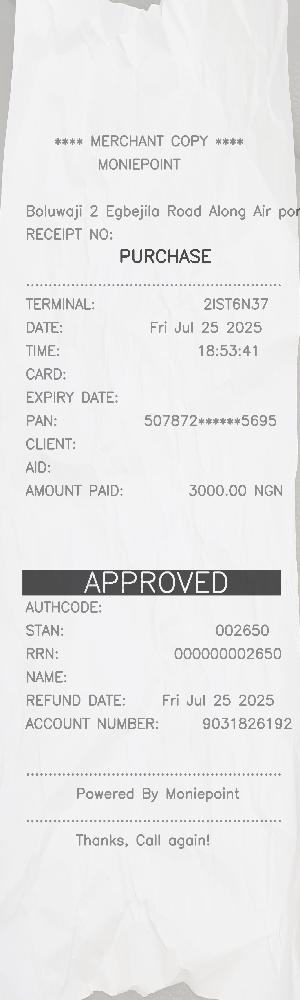 **** MERCHANT COPY ****
MONIEPOINT
Boluwaji 2 Egbejila Road Along Air por
RECEIPT NO:
PURCHASE
TERMINAL: 2IST6N37
DATE: Fri Jul 25 2025
TIME: 18:53:41
CARD:
EXPIRY DATE:
PAN: 507872******5695
CLIENT:
AID:
AMOUNT PAID: 3000.00 NGN
APPROVED
AUTHCODE:
STAN: 002650
RRN: 000000002650
NAME:
REFUND DATE: Fri Jul 25 2025
ACCOUNT NUMBER: 9031826192
Powered By Moniepoint
Thanks, Call again!